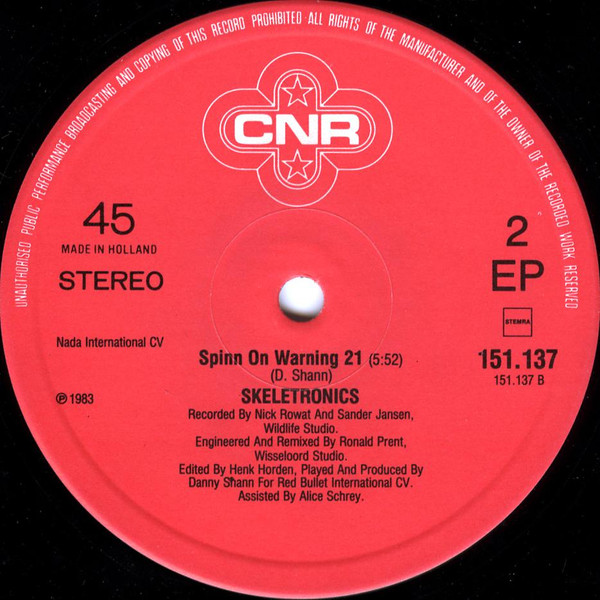 UNAUTHORISED PUBLIC PERFORMANCE BROADCASTING AND COPYING OF THIS RECORD PROHIBITED ALL RIGHTS OF THE MANUFACTURER AND OF THE OWNER OF THE RECORDED WORK RESERVED
CNR
45
MADE IN HOLLAND
STEREO
2
EP
STEMRA
Nada International CV
151.137
151.137 B
℗ 1983
Spinn On Warning 21 (5:52)
(D. Shann)
SKELETRONICS
Recorded By Nick Rowat And Sander Jansen,
Wildlife Studio.
Engineered And Remixed By Ronald Prent,
Wisseloord Studio.
Edited By Henk Horden, Played And Produced By
Danny Shann For Red Bullet International CV.
Assisted By Alice Schrey.